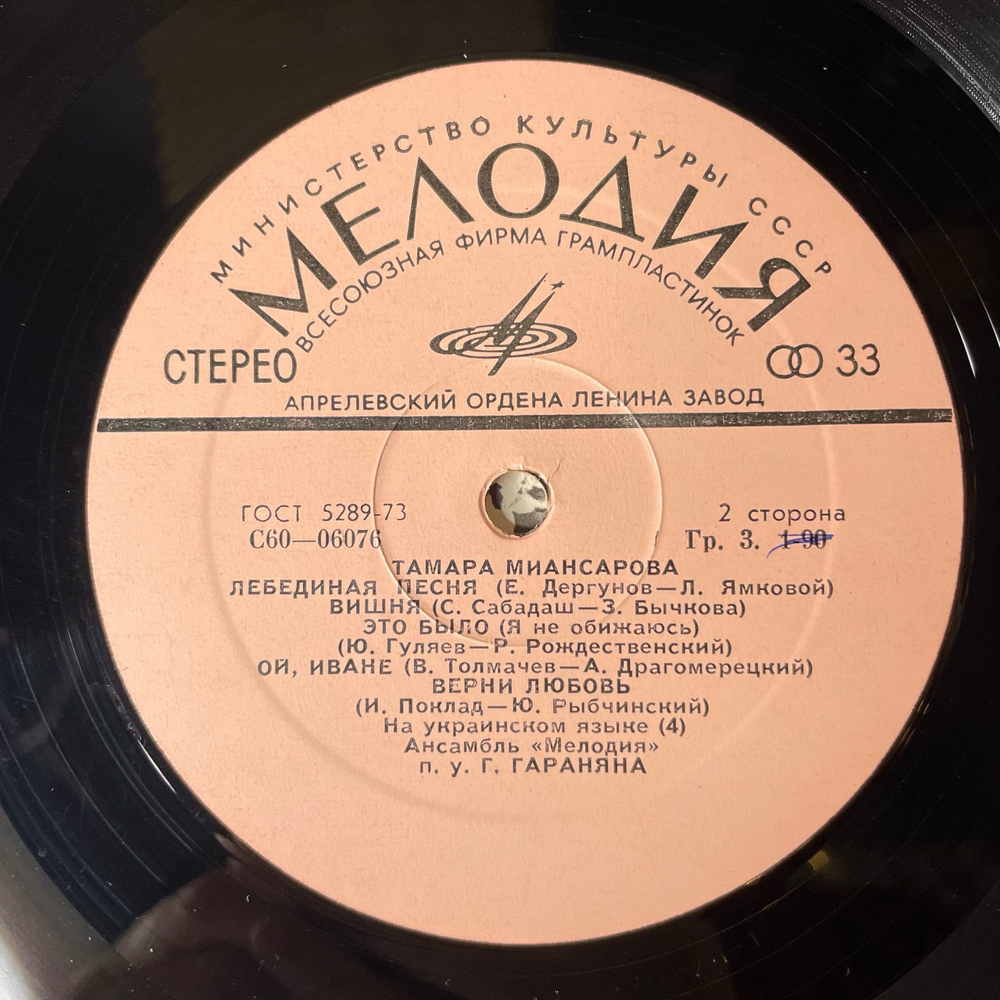 МИНИСТЕРСТВО КУЛЬТУРЫ СССР
МЕЛОДИЯ
ВСЕСОЮЗНАЯ ФИРМА ГРАМПЛАСТИНОК
СТЕРЕО
33
АПРЕЛЕВСКИЙ ОРДЕНА ЛЕНИНА ЗАВОД
ГОСТ 5289-73
2 сторона
С60—06076
Гр. 3. 1-90
ТАМАРА МИАНСАРОВА
ЛЕБЕДИНАЯ ПЕСНЯ (Е. Дергунов—Л. Ямковой)
ВИШНЯ (С. Сабадаш—З. Бычкова)
ЭТО БЫЛО (Я не обижаюсь)
(Ю. Гуляев—Р. Рождественский)
ОЙ, ИВАНЕ (В. Толмачев—А. Драгомерецкий)
ВЕРНИ ЛЮБОВЬ
(И. Поклад—Ю. Рыбчинский)
На украинском языке (4)
Ансамбль «Мелодия»
п. у. Г. ГАРАНЯНА